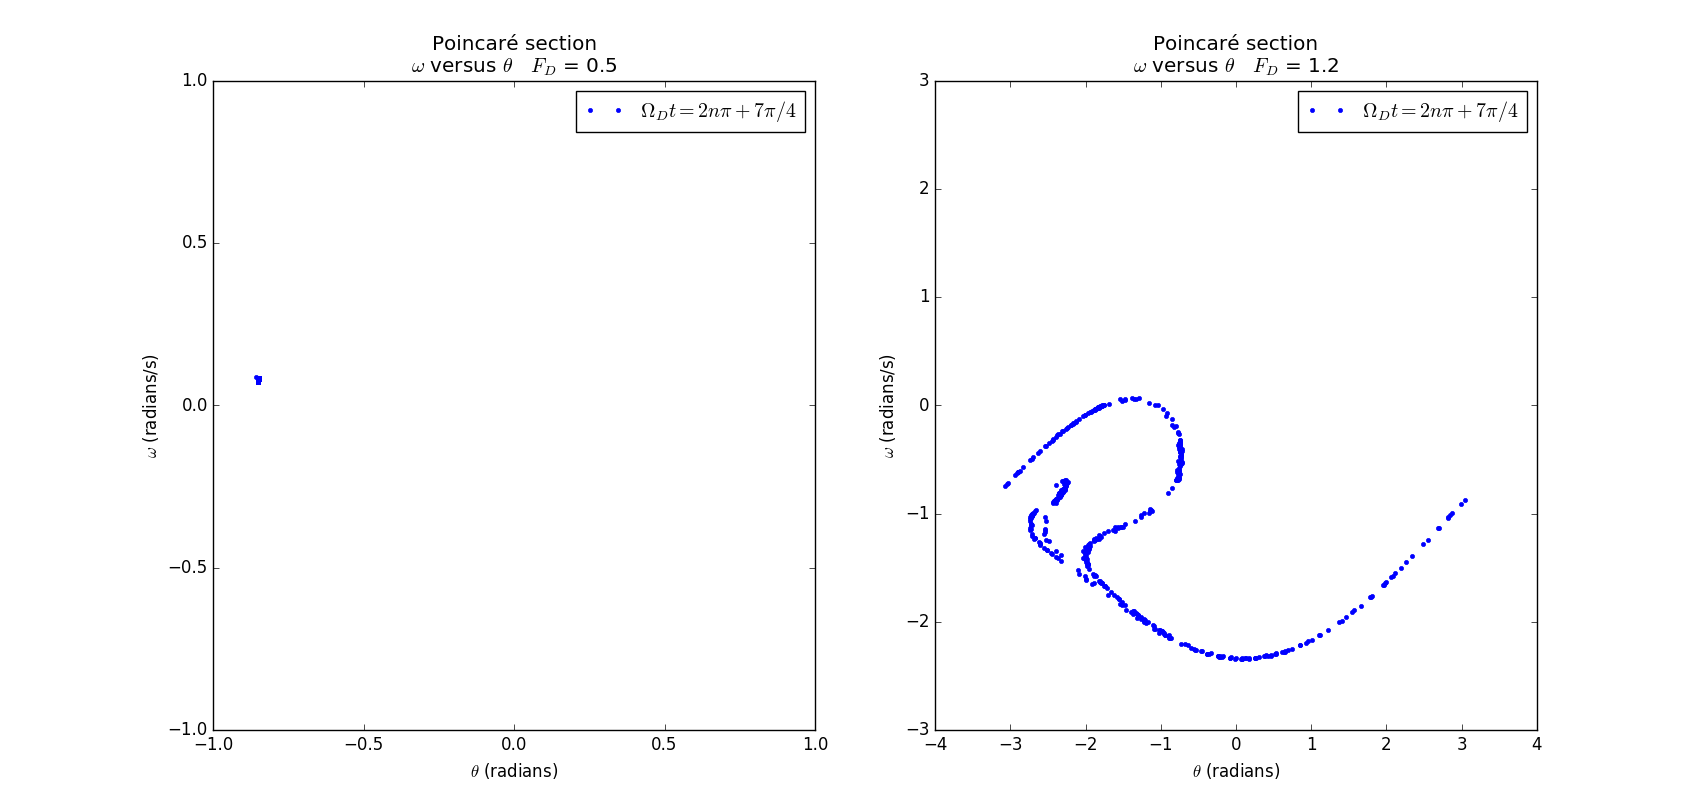 Poincaré section
ω versus θ F_D = 0.5
1.0
Ω_D t = 2nπ + 7π/4
0.5
0.0
−0.5
−1.0
ω (radians/s)
−1.0 −0.5 0.0 0.5 1.0
θ (radians)
Poincaré section
ω versus θ F_D = 1.2
3
Ω_D t = 2nπ + 7π/4
2
1
0
−1
−2
−3
ω (radians/s)
−4 −3 −2 −1 0 1 2 3 4
θ (radians)